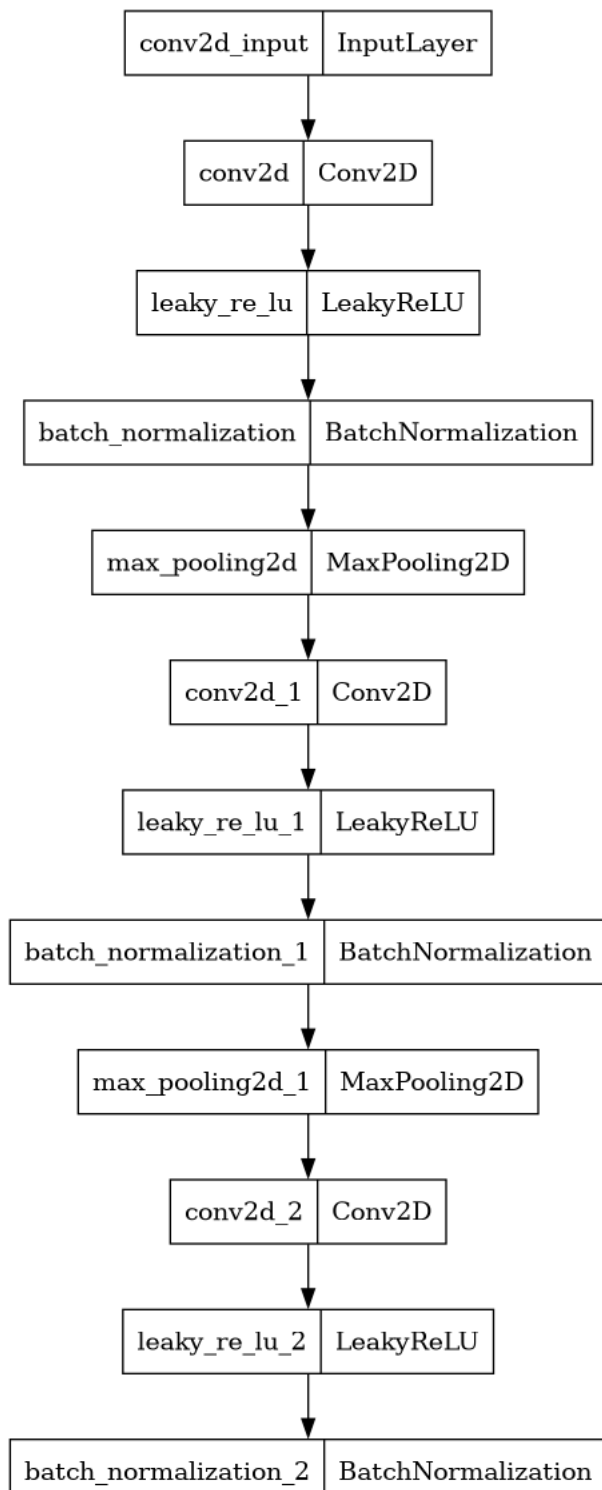 conv2d_input InputLayer
conv2d Conv2D
leaky_re_lu LeakyReLU
batch_normalization BatchNormalization
max_pooling2d MaxPooling2D
conv2d_1 Conv2D
leaky_re_lu_1 LeakyReLU
batch_normalization_1 BatchNormalization
max_pooling2d_1 MaxPooling2D
conv2d_2 Conv2D
leaky_re_lu_2 LeakyReLU
batch_normalization_2 BatchNormalization